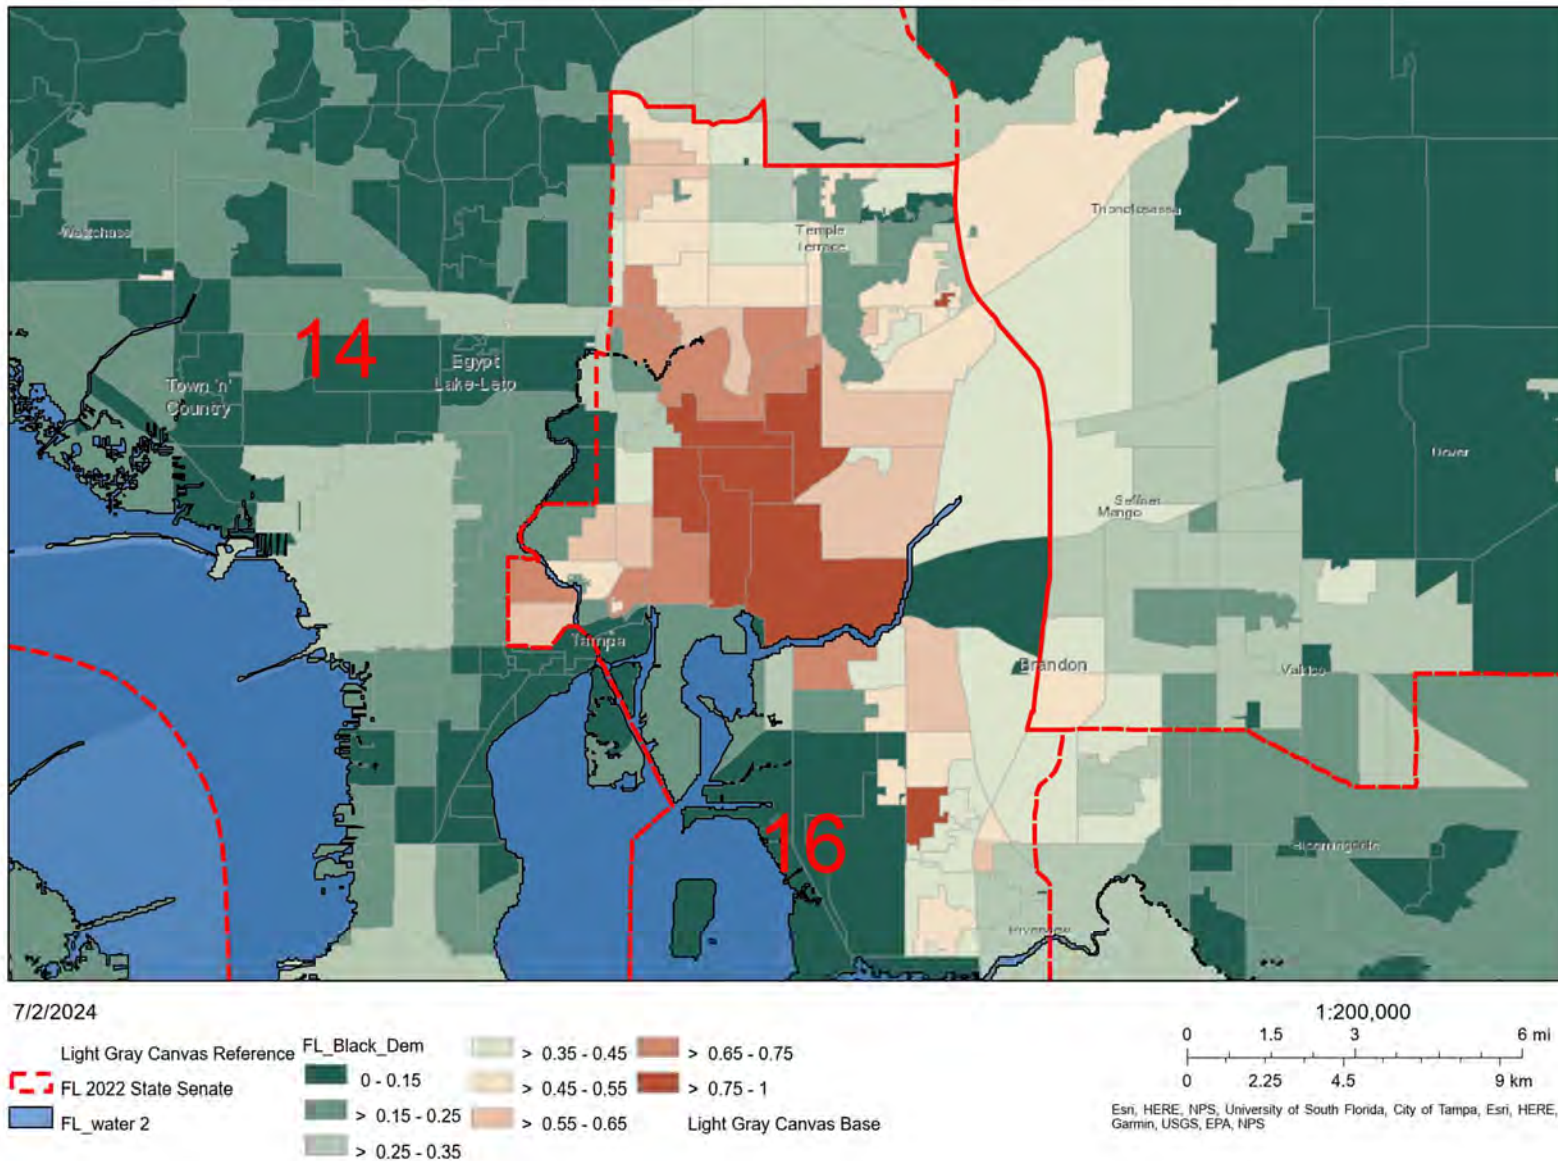 Temple
Terrace
14
Egypt
Lake-Leto
Town 'n'
Country
Dover
Mango
Tampa
Brandon
Valrico
16
7/2/2024
Light Gray Canvas Reference
FL 2022 State Senate
FL_water 2
FL_Black_Dem
0 - 0.15
> 0.15 - 0.25
> 0.25 - 0.35
> 0.35 - 0.45
> 0.45 - 0.55
> 0.55 - 0.65
> 0.65 - 0.75
> 0.75 - 1
Light Gray Canvas Base
1:200,000
0 1.5 3 6 mi
0 2.25 4.5 9 km
Esri, HERE, NPS, University of South Florida, City of Tampa, Esri, HERE,
Garmin, USGS, EPA, NPS